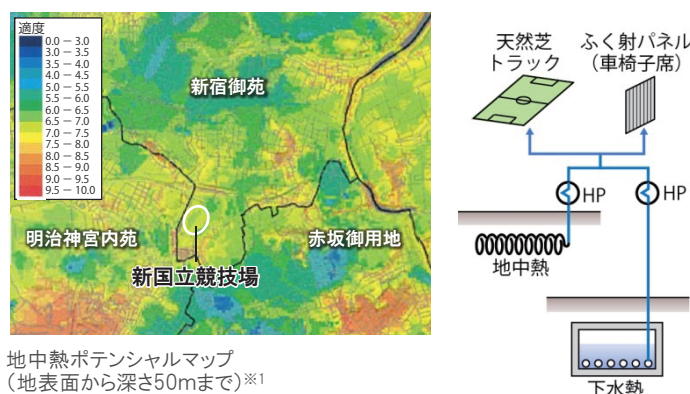 適度
0.0 − 3.0
3.0 − 3.5
3.5 − 4.0
4.0 − 4.5
4.5 − 5.0
5.0 − 5.5
5.5 − 6.0
6.0 − 6.5
6.5 − 7.0
7.0 − 7.5
7.5 − 8.0
8.0 − 8.5
8.5 − 9.0
9.0 − 9.5
9.5 − 10.0
新宿御苑
明治神宮内苑
赤坂御用地
新国立競技場
地中熱ポテンシャルマップ
（地表面から深さ50mまで）※1
天然芝
トラック
ふく射パネル
（車椅子席）
HP
HP
地中熱
下水熱